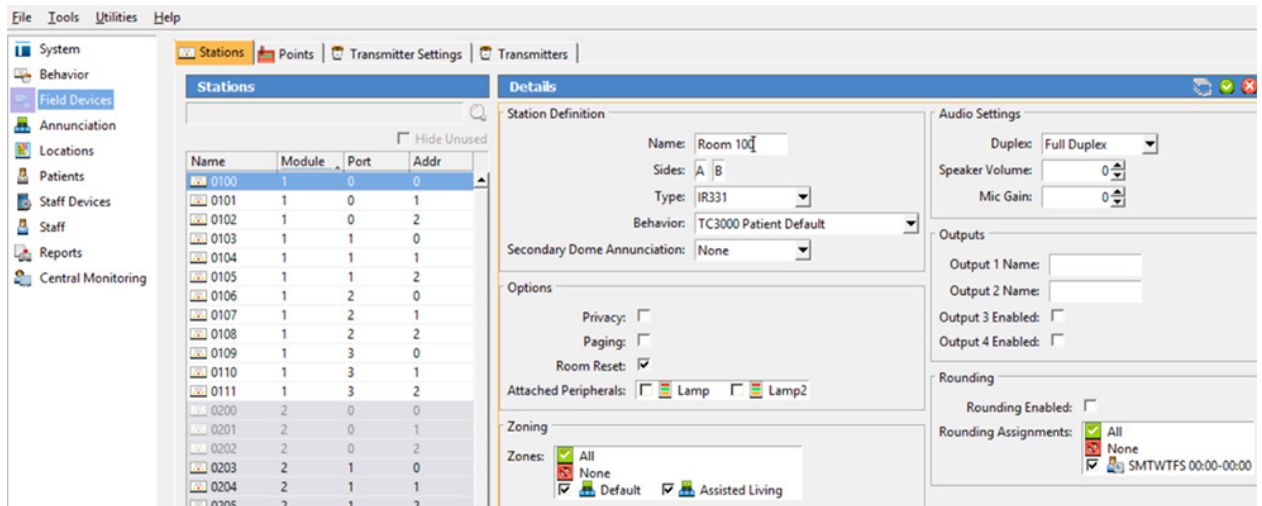 File Tools Utilities Help
System
Behavior
Field Devices
Annunciation
Locations
Patients
Staff Devices
Staff
Reports
Central Monitoring
Stations Points Transmitter Settings Transmitters
Stations
Hide Unused
Name Module Port Addr
0100 1 0 0
0101 1 0 1
0102 1 0 2
0103 1 1 0
0104 1 1 1
0105 1 1 2
0106 1 2 0
0107 1 2 1
0108 1 2 2
0109 1 3 0
0110 1 3 1
0111 1 3 2
0200 2 0 0
0201 2 0 1
0202 2 0 2
0203 2 1 0
0204 2 1 1
0205 2 1 2
Details
Station Definition
Name: Room 100
Sides: A B
Type: IR331
Behavior: TC3000 Patient Default
Secondary Dome Annunciation: None
Options
Privacy:
Paging:
Room Reset:
Attached Peripherals: Lamp Lamp2
Zoning
Zones: All
None
Default Assisted Living
Audio Settings
Duplex: Full Duplex
Speaker Volume: 0
Mic Gain: 0
Outputs
Output 1 Name:
Output 2 Name:
Output 3 Enabled:
Output 4 Enabled:
Rounding
Rounding Enabled:
Rounding Assignments: All
None
SMTWTFS 00:00-00:00